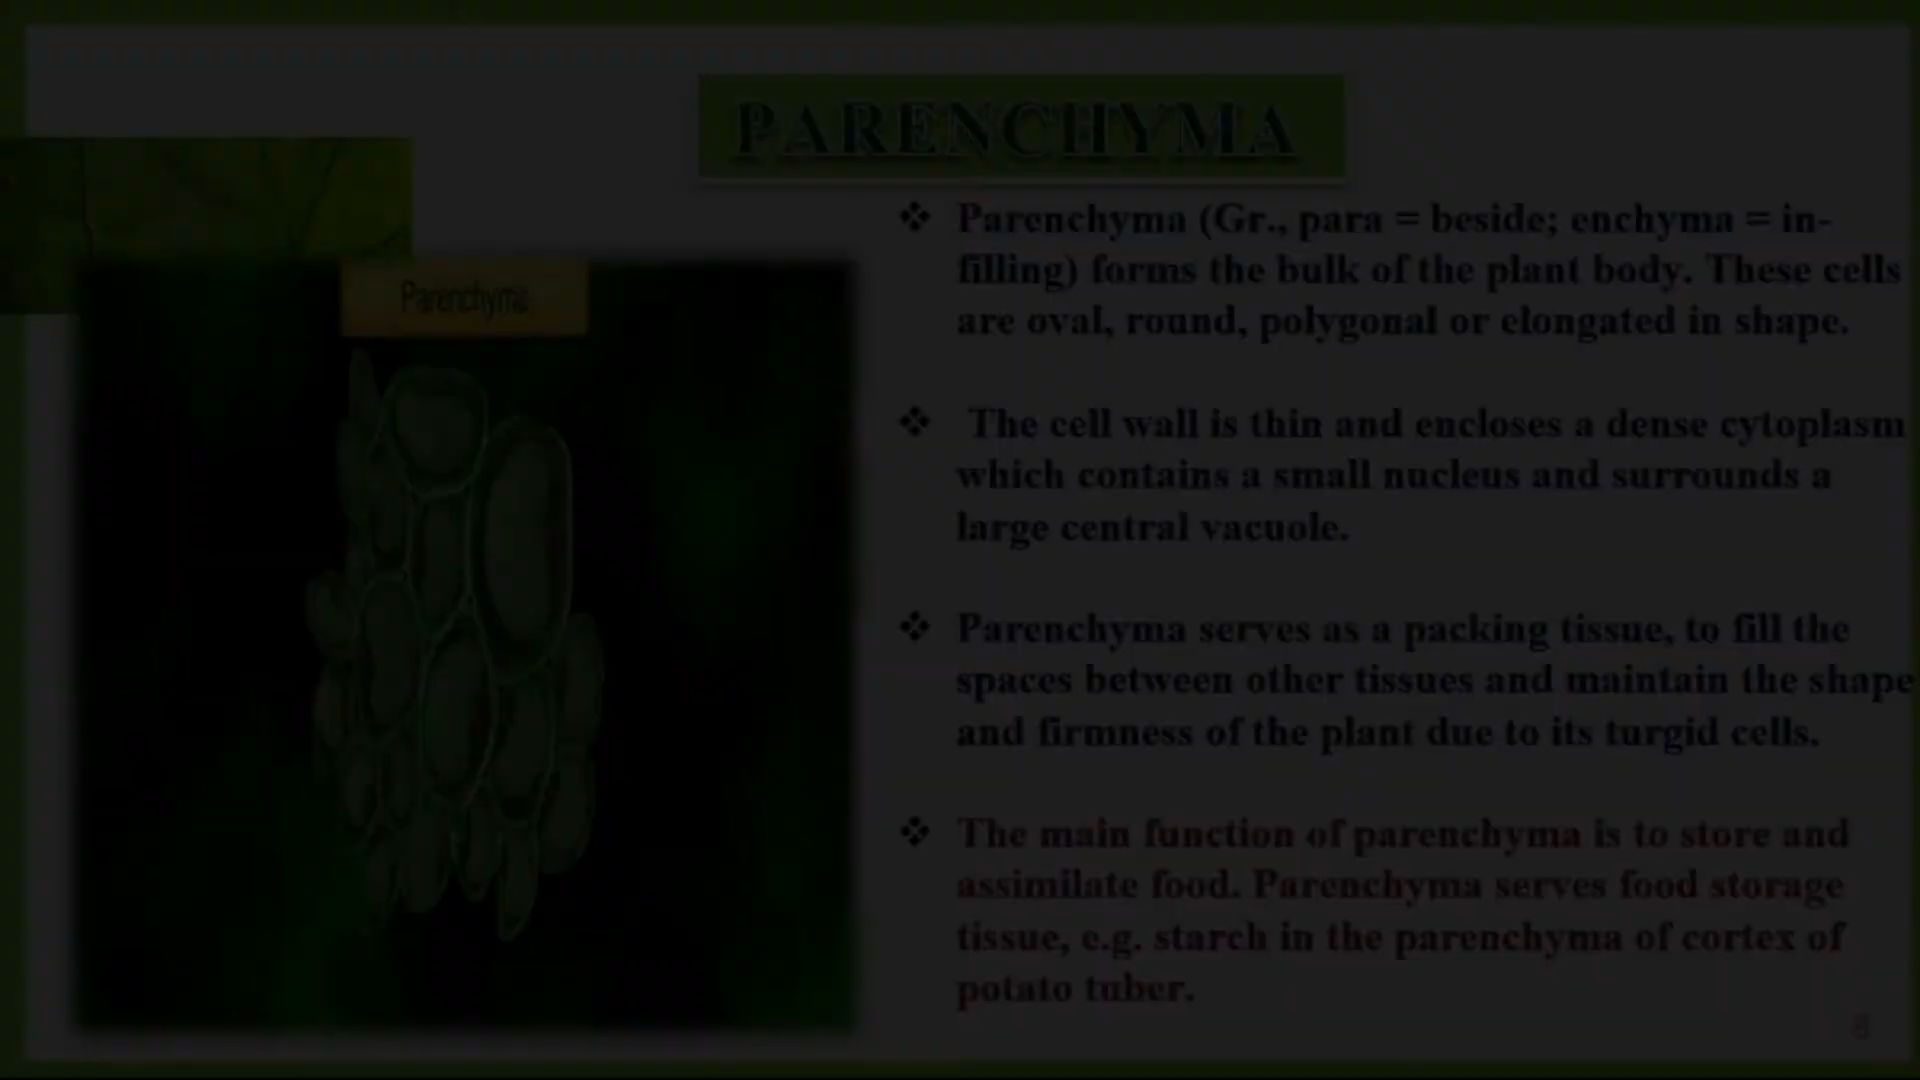 PARENCHYMA
Parenchyma
❖ Parenchyma (Gr., para = beside; enchyma = in-
filling) forms the bulk of the plant body. These cells
are oval, round, polygonal or elongated in shape.
❖ The cell wall is thin and encloses a dense cytoplasm
which contains a small nucleus and surrounds a
large central vacuole.
❖ Parenchyma serves as a packing tissue, to fill the
spaces between other tissues and maintain the shape
and firmness of the plant due to its turgid cells.
❖ The main function of parenchyma is to store and
assimilate food. Parenchyma serves food storage
tissue, e.g. starch in the parenchyma of cortex of
potato tuber.